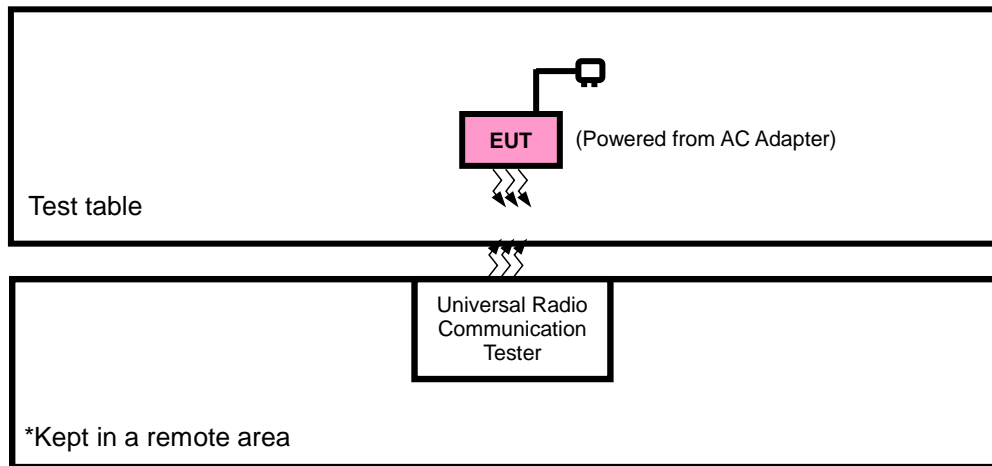 EUT
(Powered from AC Adapter)
Test table
Universal Radio
Communication
Tester
*Kept in a remote area